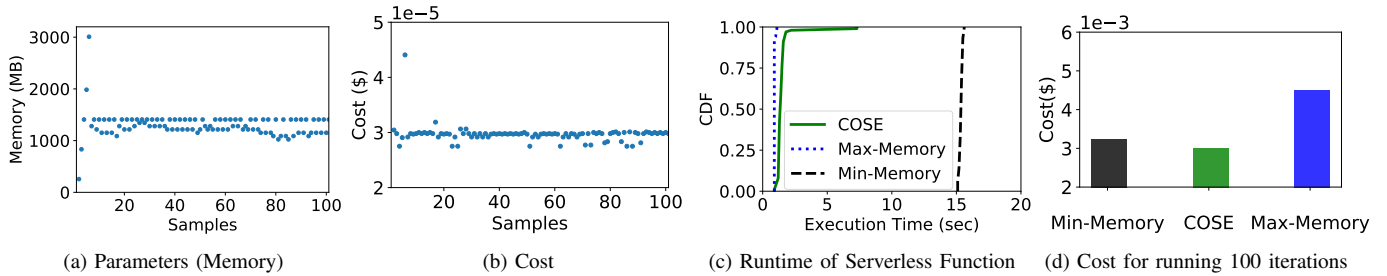 Memory (MB)
3000
2000
1000
0
20 40 60 80 100
Samples
(a) Parameters (Memory)
1e−5
Cost ($)
5
4
3
2
20 40 60 80 100
Samples
(b) Cost
CDF
1.00
0.75
0.50
0.25
0.00
COSE
Max-Memory
Min-Memory
0 5 10 15 20
Execution Time (sec)
(c) Runtime of Serverless Function
1e−3
Cost($)
6
5
4
3
2
Min-Memory COSE Max-Memory
(d) Cost for running 100 iterations